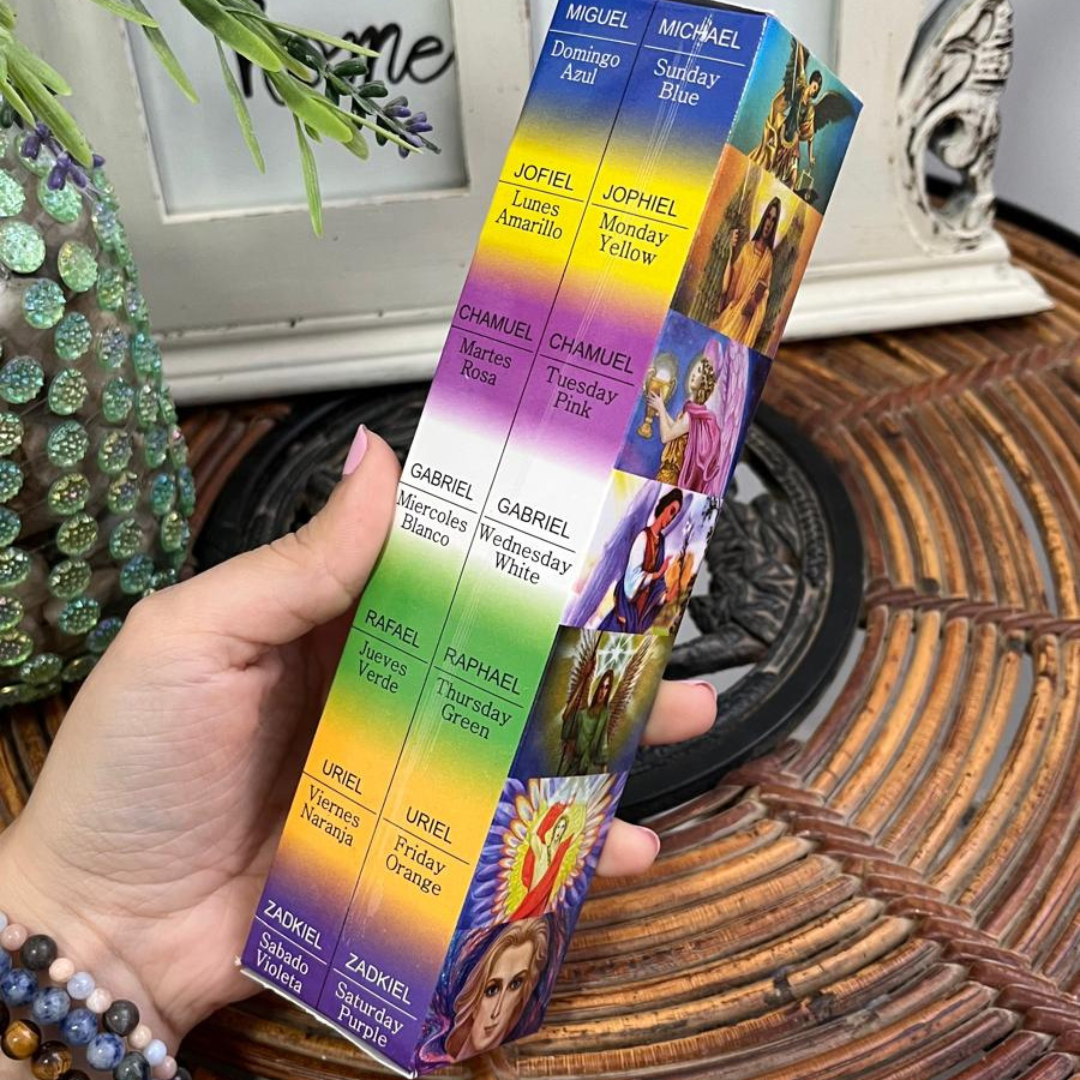 Home
MIGUEL
Domingo
Azul
MICHAEL
Sunday
Blue
JOFIEL
Lunes
Amarillo
JOPHIEL
Monday
Yellow
CHAMUEL
Martes
Rosa
CHAMUEL
Tuesday
Pink
GABRIEL
Miercoles
Blanco
GABRIEL
Wednesday
White
RAFAEL
Jueves
Verde
RAPHAEL
Thursday
Green
URIEL
Viernes
Naranja
URIEL
Friday
Orange
ZADKIEL
Sabado
Violeta
ZADKIEL
Saturday
Purple